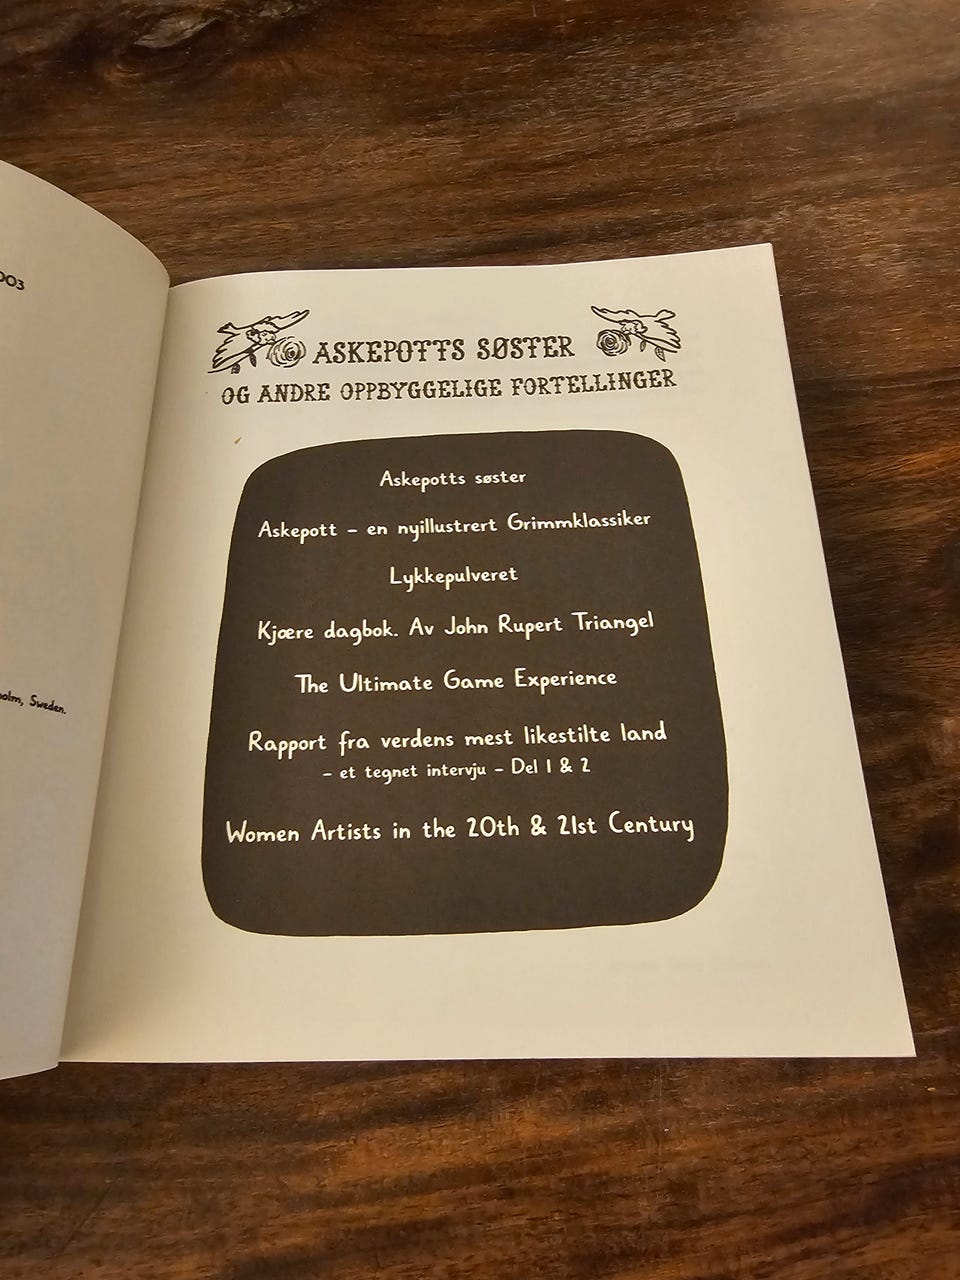 ASKEPOTTS SØSTER
OG ANDRE OPPBYGGELIGE FORTELLINGER
Askepotts søster
Askepott – en nyillustrert Grimmklassiker
Lykkepulveret
Kjære dagbok. Av John Rupert Triangel
The Ultimate Game Experience
Rapport fra verdens mest likestilte land
– et tegnet intervju – Del 1 & 2
Women Artists in the 20th & 21st Century
Sweden.